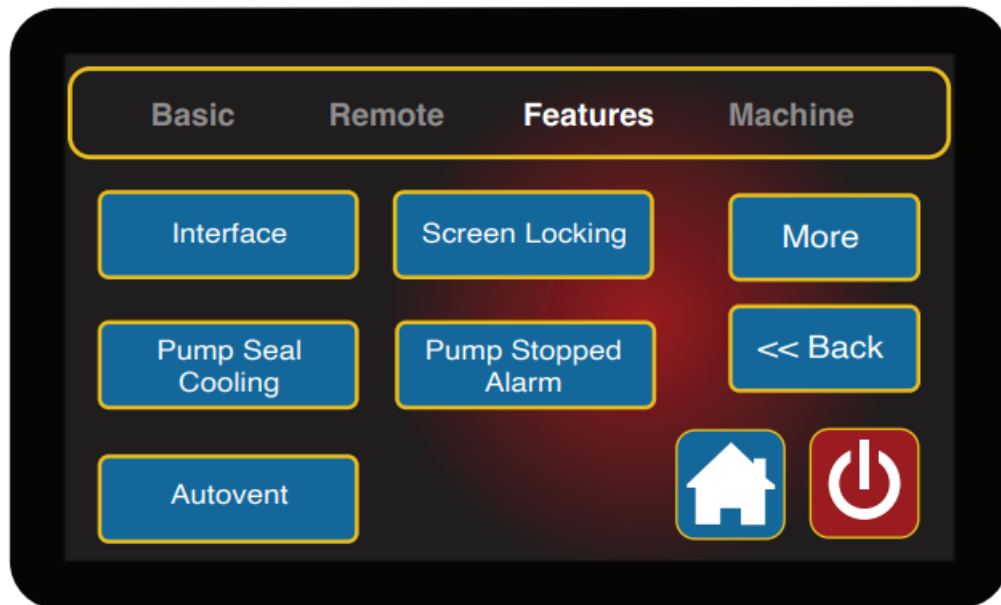 Basic Remote Features Machine
Interface
Screen Locking
More
Pump Seal
Cooling
Pump Stopped
Alarm
<< Back
Autovent